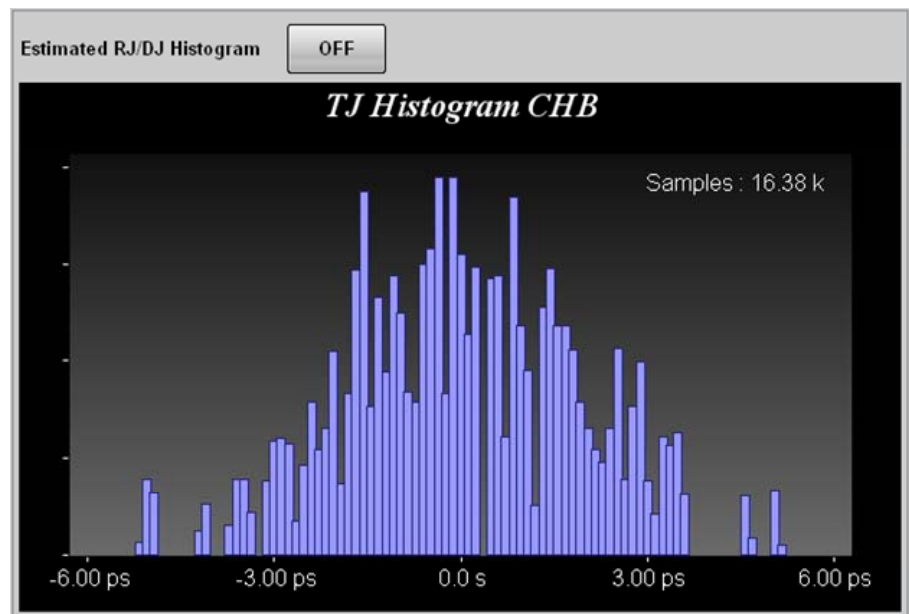 Estimated RJ/DJ Histogram OFF
TJ Histogram CHB
Samples : 16.38 k
-6.00 ps -3.00 ps 0.0 s 3.00 ps 6.00 ps